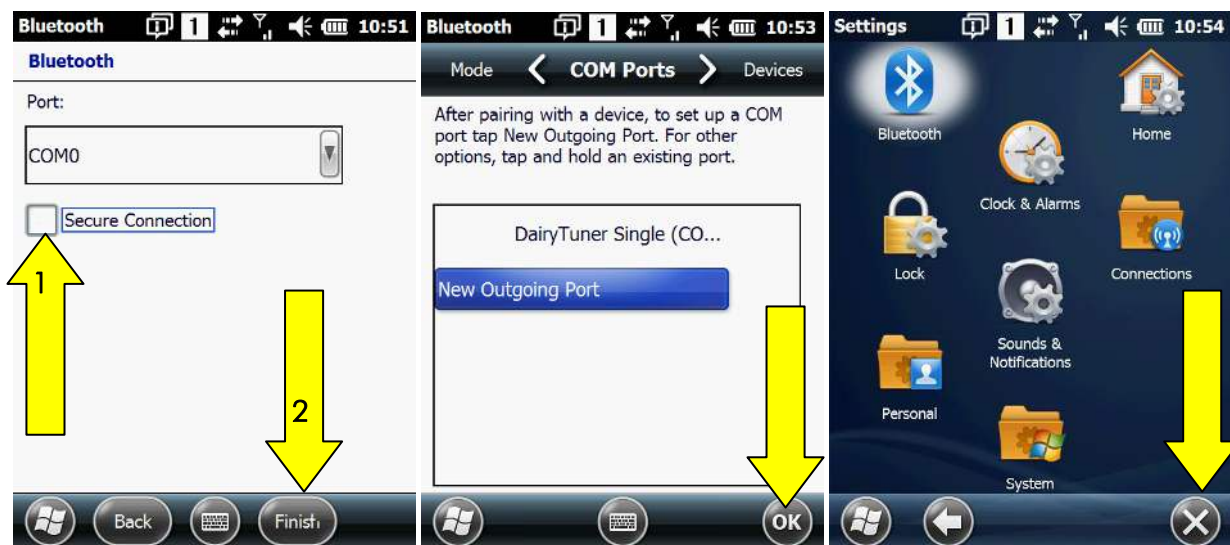 Bluetooth 1 10:51
Bluetooth
Port:
COM0
Secure Connection
1
2
Back Finish
Bluetooth 1 10:53
Mode COM Ports Devices
After pairing with a device, to set up a COM
port tap New Outgoing Port. For other
options, tap and hold an existing port.
DairyTuner Single (CO...
New Outgoing Port
OK
Settings 1 10:54
Bluetooth
Home
Clock & Alarms
Lock
Connections
Sounds &
Notifications
Personal
System